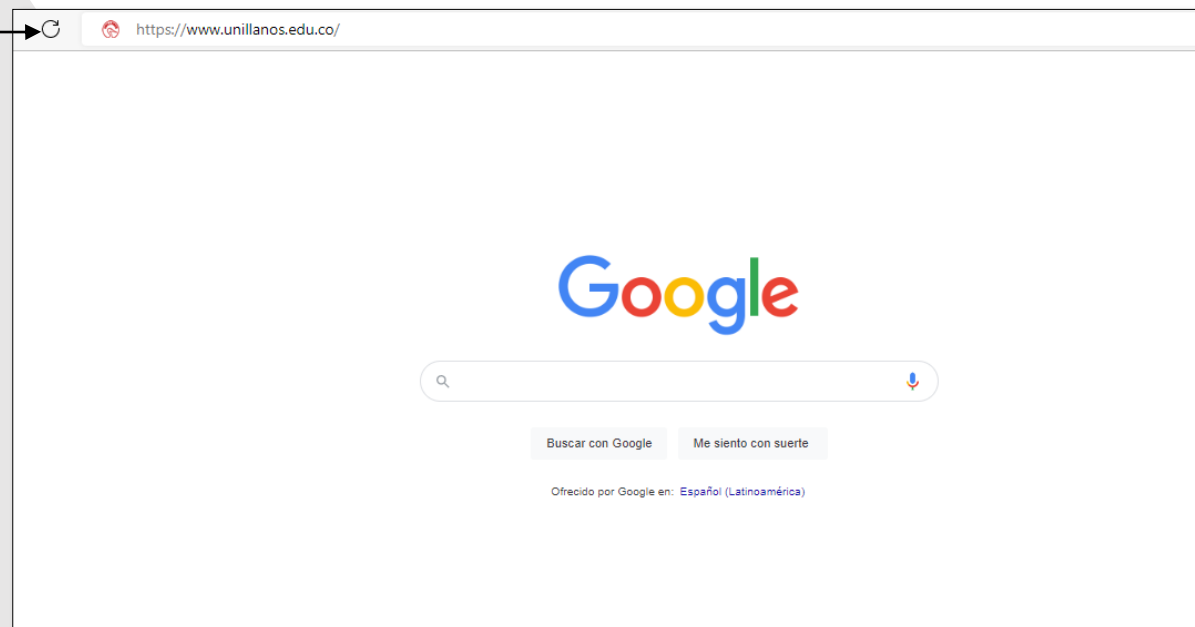 https://www.unillanos.edu.co/
Google
Buscar con Google Me siento con suerte
Ofrecido por Google en: Español (Latinoamérica)